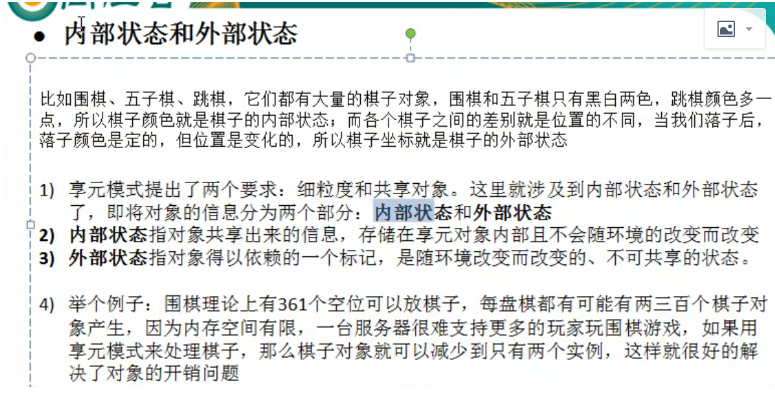 ● 内部状态和外部状态
比如围棋、五子棋、跳棋，它们都有大量的棋子对象，围棋和五子棋只有黑白两色，跳棋颜色多一
点，所以棋子颜色就是棋子的内部状态；而各个棋子之间的差别就是位置的不同，当我们落子后，
落子颜色是定的，但位置是变化的，所以棋子坐标就是棋子的外部状态
1) 享元模式提出了两个要求：细粒度和共享对象。这里就涉及到内部状态和外部状态
了，即将对象的信息分为两个部分：内部状态和外部状态
2) 内部状态指对象共享出来的信息，存储在享元对象内部且不会随环境的改变而改变
3) 外部状态指对象得以依赖的一个标记，是随环境改变而改变的、不可共享的状态。
4) 举个例子：围棋理论上有361个空位可以放棋子，每盘棋都有可能有两三百个棋子对
象产生，因为内存空间有限，一台服务器很难支持更多的玩家玩围棋游戏，如果用
享元模式来处理棋子，那么棋子对象就可以减少到只有两个实例，这样就很好的解
决了对象的开销问题